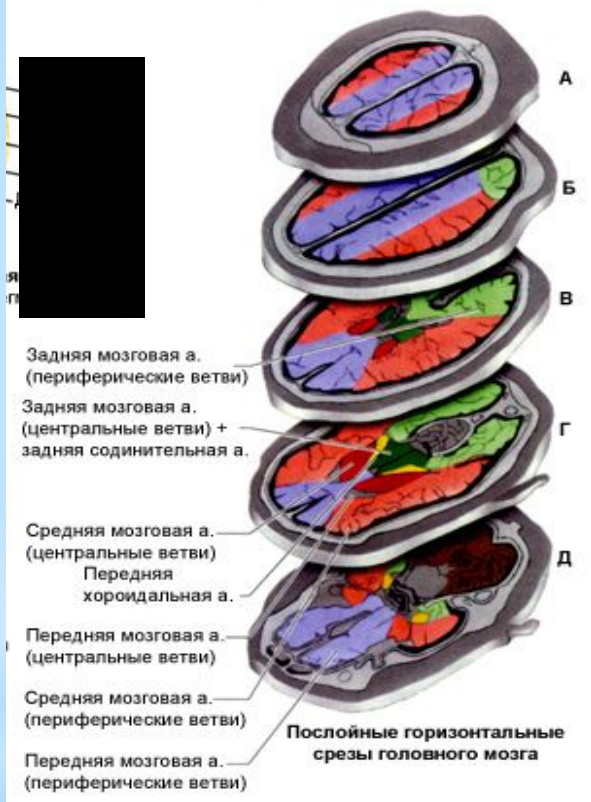 А
Б
В
Задняя мозговая а.
(периферические ветви)
Задняя мозговая а.
(центральные ветви) +
задняя содинительная а.
Г
Средняя мозговая а.
(центральные ветви)
Передняя
хороидальная а.
Д
Передняя мозговая а.
(центральные ветви)
Средняя мозговая а.
(периферические ветви)
Передняя мозговая а.
(периферические ветви)
Послойные горизонтальные
срезы головного мозга